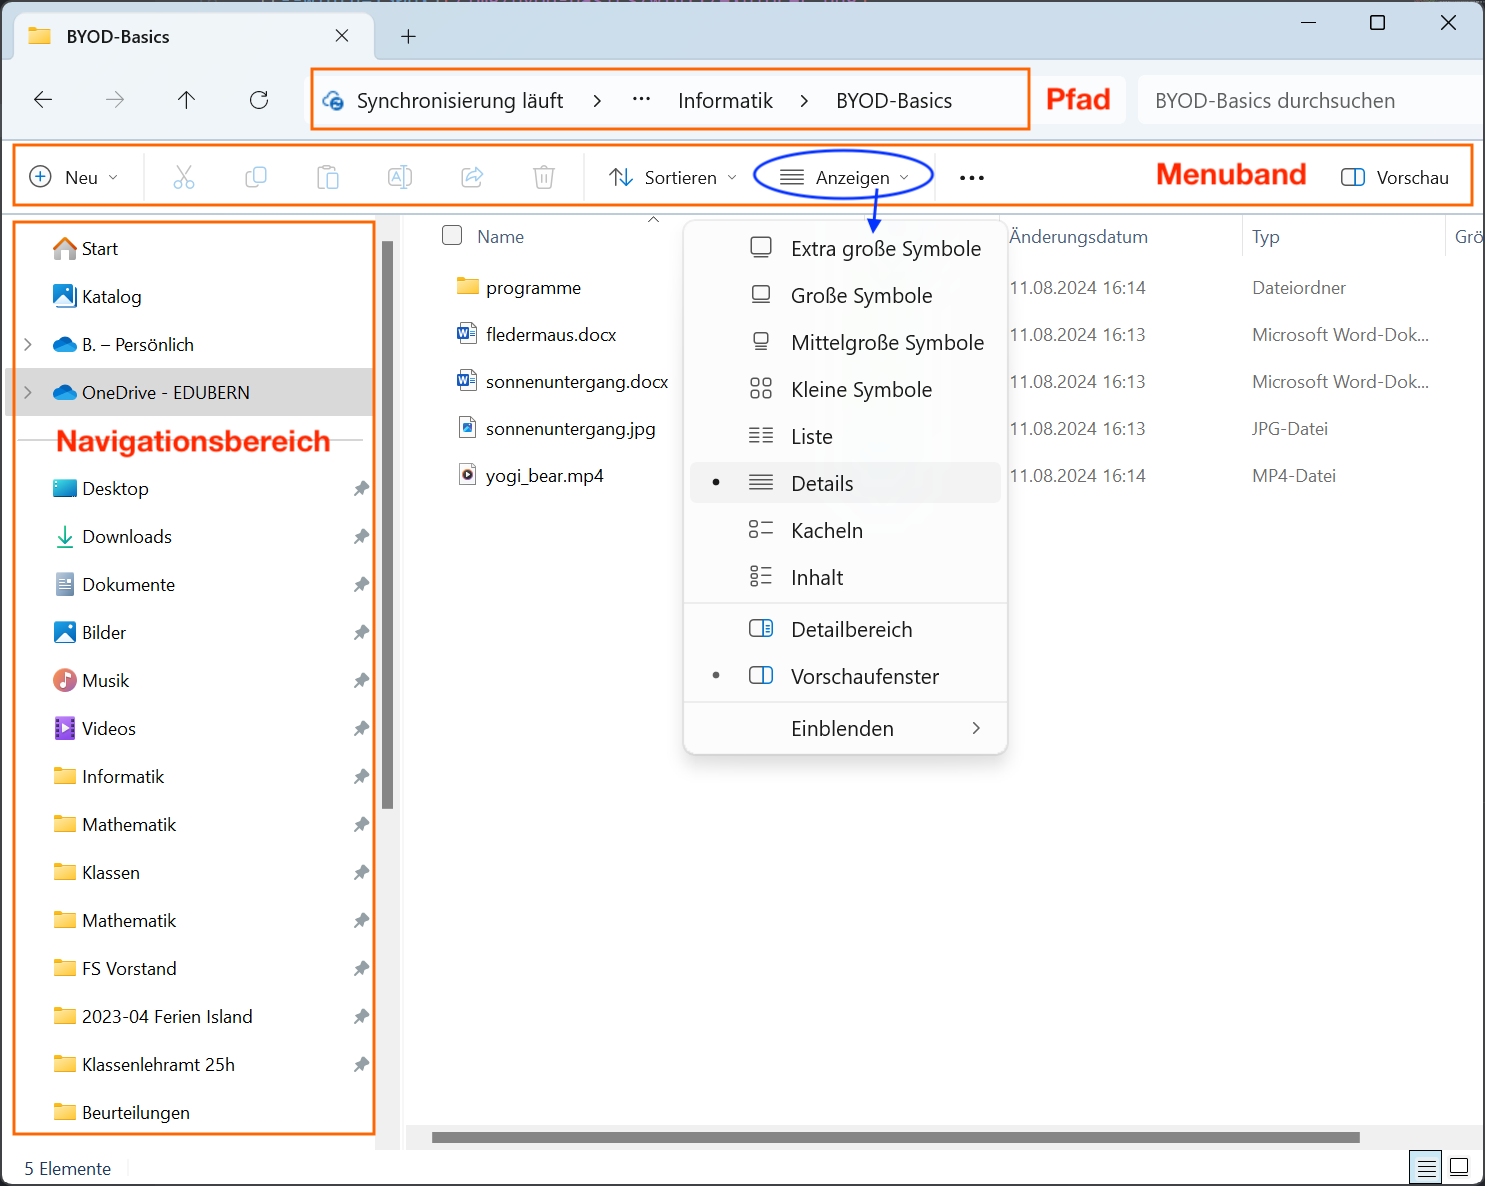 BYOD-Basics
Synchronisierung läuft > ··· Informatik > BYOD-Basics
Pfad
BYOD-Basics durchsuchen
Neu
Sortieren
Anzeigen
Menuband
Vorschau
Start
Katalog
B. – Persönlich
OneDrive - EDUBERN
Navigationsbereich
Desktop
Downloads
Dokumente
Bilder
Musik
Videos
Informatik
Mathematik
Klassen
Mathematik
FS Vorstand
2023-04 Ferien Island
Klassenlehramt 25h
Beurteilungen
Name Änderungsdatum Typ Grö
programme 11.08.2024 16:14 Dateiordner
fledermaus.docx 11.08.2024 16:13 Microsoft Word-Dok...
sonnenuntergang.docx 11.08.2024 16:13 Microsoft Word-Dok...
sonnenuntergang.jpg 11.08.2024 16:13 JPG-Datei
yogi_bear.mp4 11.08.2024 16:14 MP4-Datei
Extra große Symbole
Große Symbole
Mittelgroße Symbole
Kleine Symbole
Liste
Details
Kacheln
Inhalt
Detailbereich
Vorschaufenster
Einblenden
5 Elemente